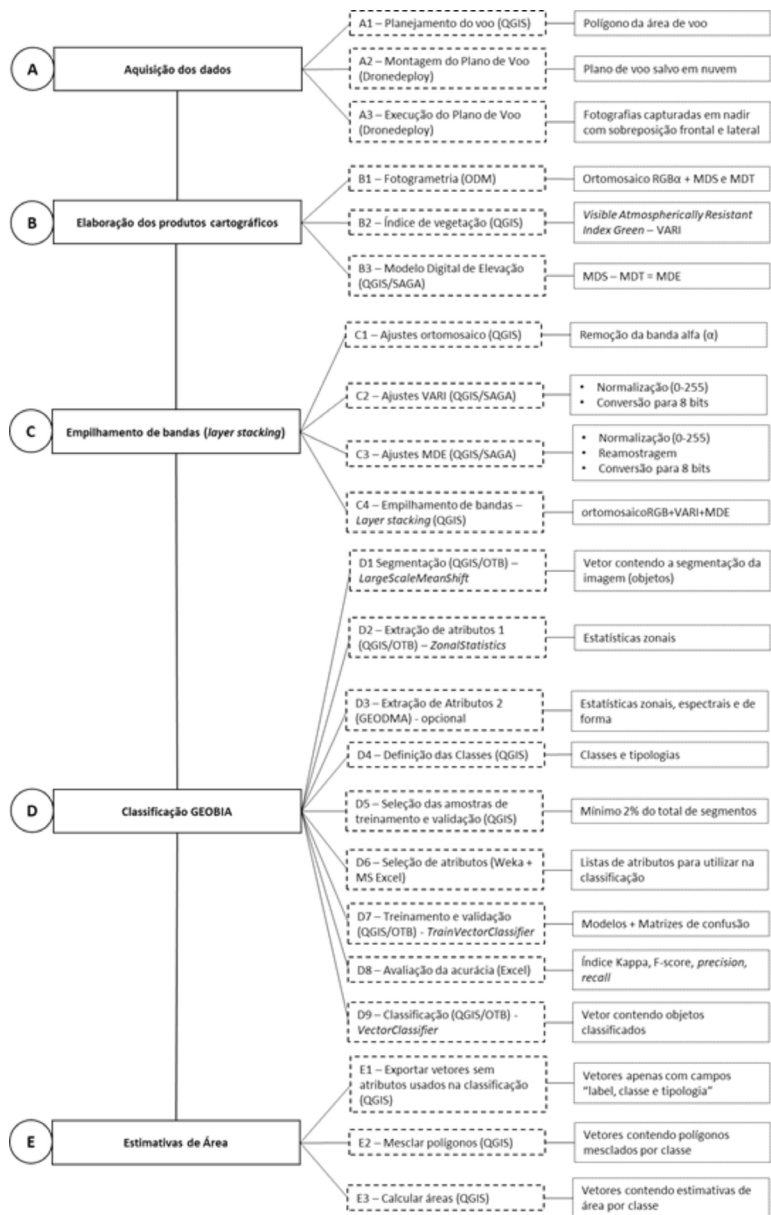 A
Aquisição dos dados
A1 – Planejamento do voo (QGIS)
Polígono da área de voo
A2 – Montagem do Plano de Voo
(Dronedeploy)
Plano de voo salvo em nuvem
A3 – Execução do Plano de Voo
(Dronedeploy)
Fotografias capturadas em nadir
com sobreposição frontal e lateral
B
Elaboração dos produtos cartográficos
B1 – Fotogrametria (ODM)
Ortomosaico RGBα + MDS e MDT
B2 – Índice de vegetação (QGIS)
Visible Atmospherically Resistant
Index Green – VARI
B3 – Modelo Digital de Elevação
(QGIS/SAGA)
MDS – MDT = MDE
C
Empilhamento de bandas (layer stacking)
C1 – Ajustes ortomosaico (QGIS)
Remoção da banda alfa (α)
C2 – Ajustes VARI (QGIS/SAGA)
• Normalização (0-255)
• Conversão para 8 bits
C3 – Ajustes MDE (QGIS/SAGA)
• Normalização (0-255)
• Reamostragem
• Conversão para 8 bits
C4 – Empilhamento de bandas –
Layer stacking (QGIS)
ortomosaicoRGB+VARI+MDE
D
Classificação GEOBIA
D1 Segmentação (QGIS/OTB) –
LargeScaleMeanShift
Vetor contendo a segmentação da
imagem (objetos)
D2 – Extração de atributos 1
(QGIS/OTB) – ZonalStatistics
Estatísticas zonais
D3 – Extração de Atributos 2
(GEODMA) - opcional
Estatísticas zonais, espectrais e de
forma
D4 – Definição das Classes (QGIS)
Classes e tipologias
D5 – Seleção das amostras de
treinamento e validação (QGIS)
Mínimo 2% do total de segmentos
D6 – Seleção de atributos (Weka +
MS Excel)
Listas de atributos para utilizar na
classificação
D7 – Treinamento e validação
(QGIS/OTB) - TrainVectorClassifier
Modelos + Matrizes de confusão
D8 – Avaliação da acurácia (Excel)
Índice Kappa, F-score, precision,
recall
D9 – Classificação (QGIS/OTB) -
VectorClassifier
Vetor contendo objetos
classificados
E
Estimativas de Área
E1 – Exportar vetores sem
atributos usados na classificação
(QGIS)
Vetores apenas com campos
“label, classe e tipologia”
E2 – Mesclar polígonos (QGIS)
Vetores contendo polígonos
mesclados por classe
E3 – Calcular áreas (QGIS)
Vetores contendo estimativas de
área por classe